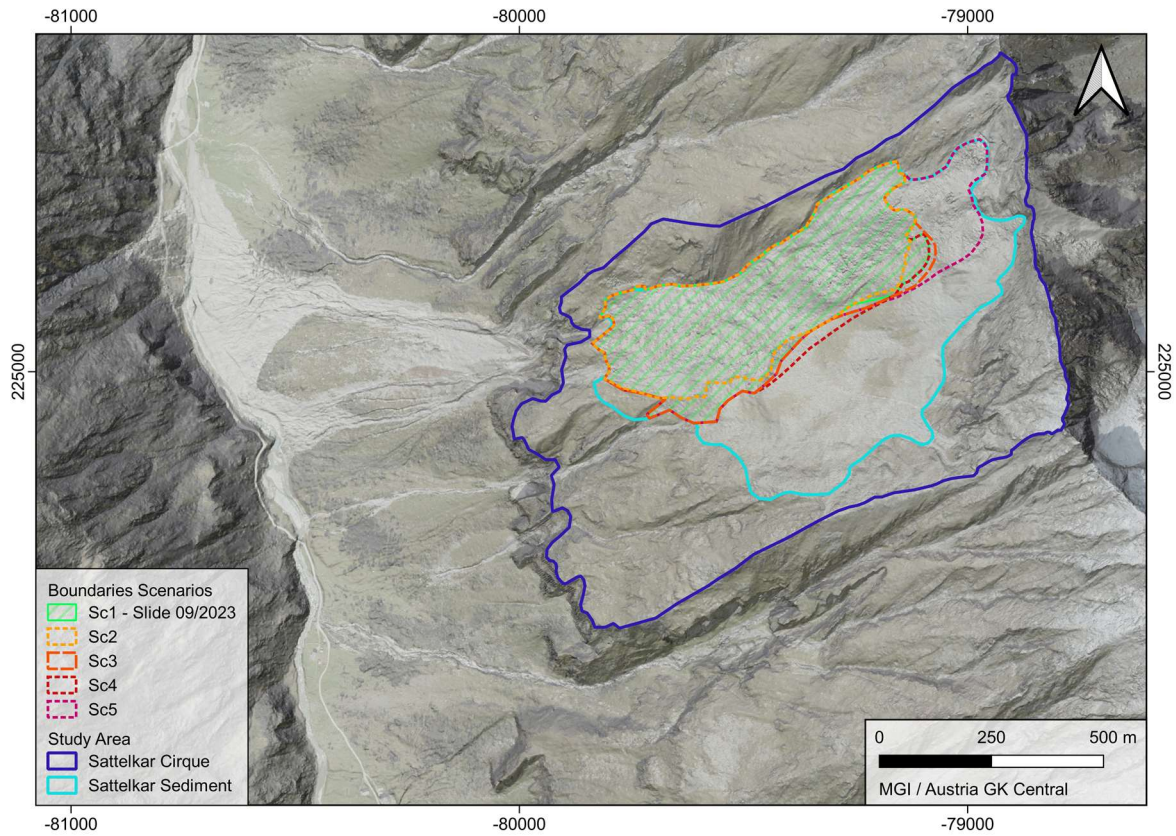 -81000
-80000
-79000
225000
225000
Boundaries Scenarios
Sc1 - Slide 09/2023
Sc2
Sc3
Sc4
Sc5
Study Area
Sattelkar Cirque
Sattelkar Sediment
0
250
500 m
MGI / Austria GK Central
-81000
-80000
-79000